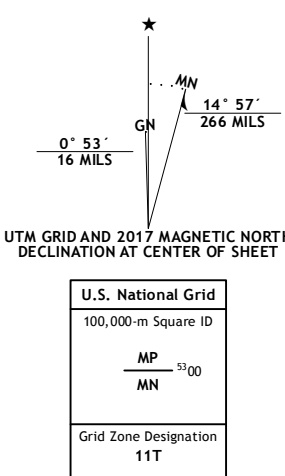 ★
MN
14° 57´
266 MILS
GN
0° 53´
16 MILS
UTM GRID AND 2017 MAGNETIC NORTH
DECLINATION AT CENTER OF SHEET
U.S. National Grid
100,000-m Square ID
MP
5300
MN
Grid Zone Designation
11T